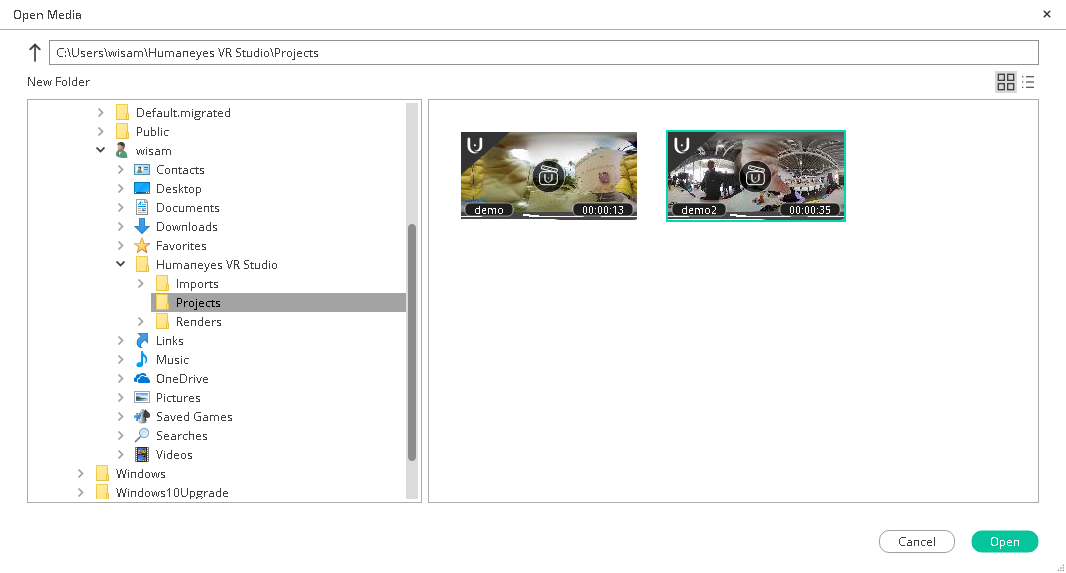 Open Media
C:\Users\wisam\Humaneyes VR Studio\Projects
New Folder
Default.migrated
Public
wisam
Contacts
Desktop
Documents
Downloads
Favorites
Humaneyes VR Studio
Imports
Projects
Renders
Links
Music
OneDrive
Pictures
Saved Games
Searches
Videos
Windows
Windows10Upgrade
demo 00:00:13
demo2 00:00:35
Cancel Open